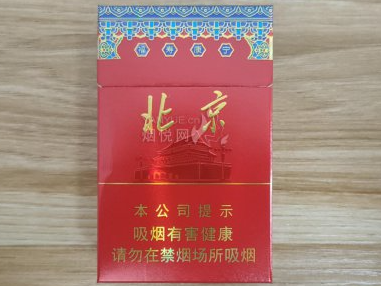 福寿康宁
北京
烟悦网
本公司提示
吸烟有害健康
请勿在禁烟场所吸烟